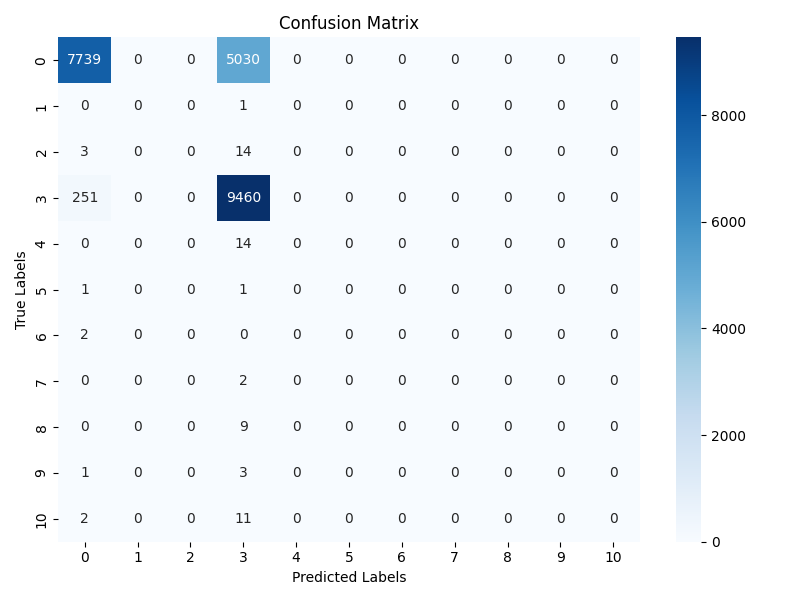 Confusion Matrix
0 7739 0 0 5030 0 0 0 0 0 0 0
1 0 0 0 1 0 0 0 0 0 0 0
2 3 0 0 14 0 0 0 0 0 0 0
3 251 0 0 9460 0 0 0 0 0 0 0
4 0 0 0 14 0 0 0 0 0 0 0
5 1 0 0 1 0 0 0 0 0 0 0
6 2 0 0 0 0 0 0 0 0 0 0
7 0 0 0 2 0 0 0 0 0 0 0
8 0 0 0 9 0 0 0 0 0 0 0
9 1 0 0 3 0 0 0 0 0 0 0
10 2 0 0 11 0 0 0 0 0 0 0
0 1 2 3 4 5 6 7 8 9 10
Predicted Labels
True Labels
8000
6000
4000
2000
0